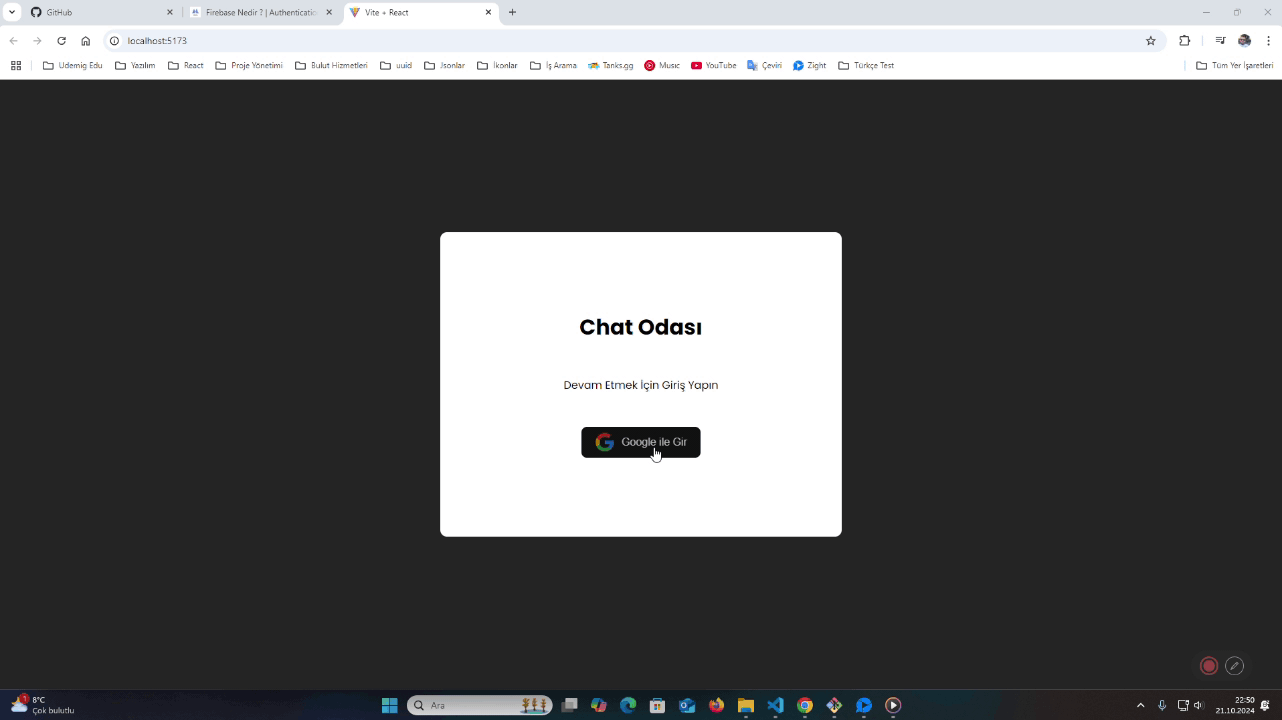 GitHub
Firebase Nedir ? | Authentication
Vite + React
localhost:5173
Udemig Edu
Yazılım
React
Proje Yönetimi
Bulut Hizmetleri
uuid
Jsonlar
İkonlar
İş Arama
Tanks.gg
Music
YouTube
Çeviri
Zight
Türkçe Test
Tüm Yer İşaretleri
Chat Odası
Devam Etmek İçin Giriş Yapın
Google ile Gir
1
8°C
Çok bulutlu
Ara
22:50
21.10.2024